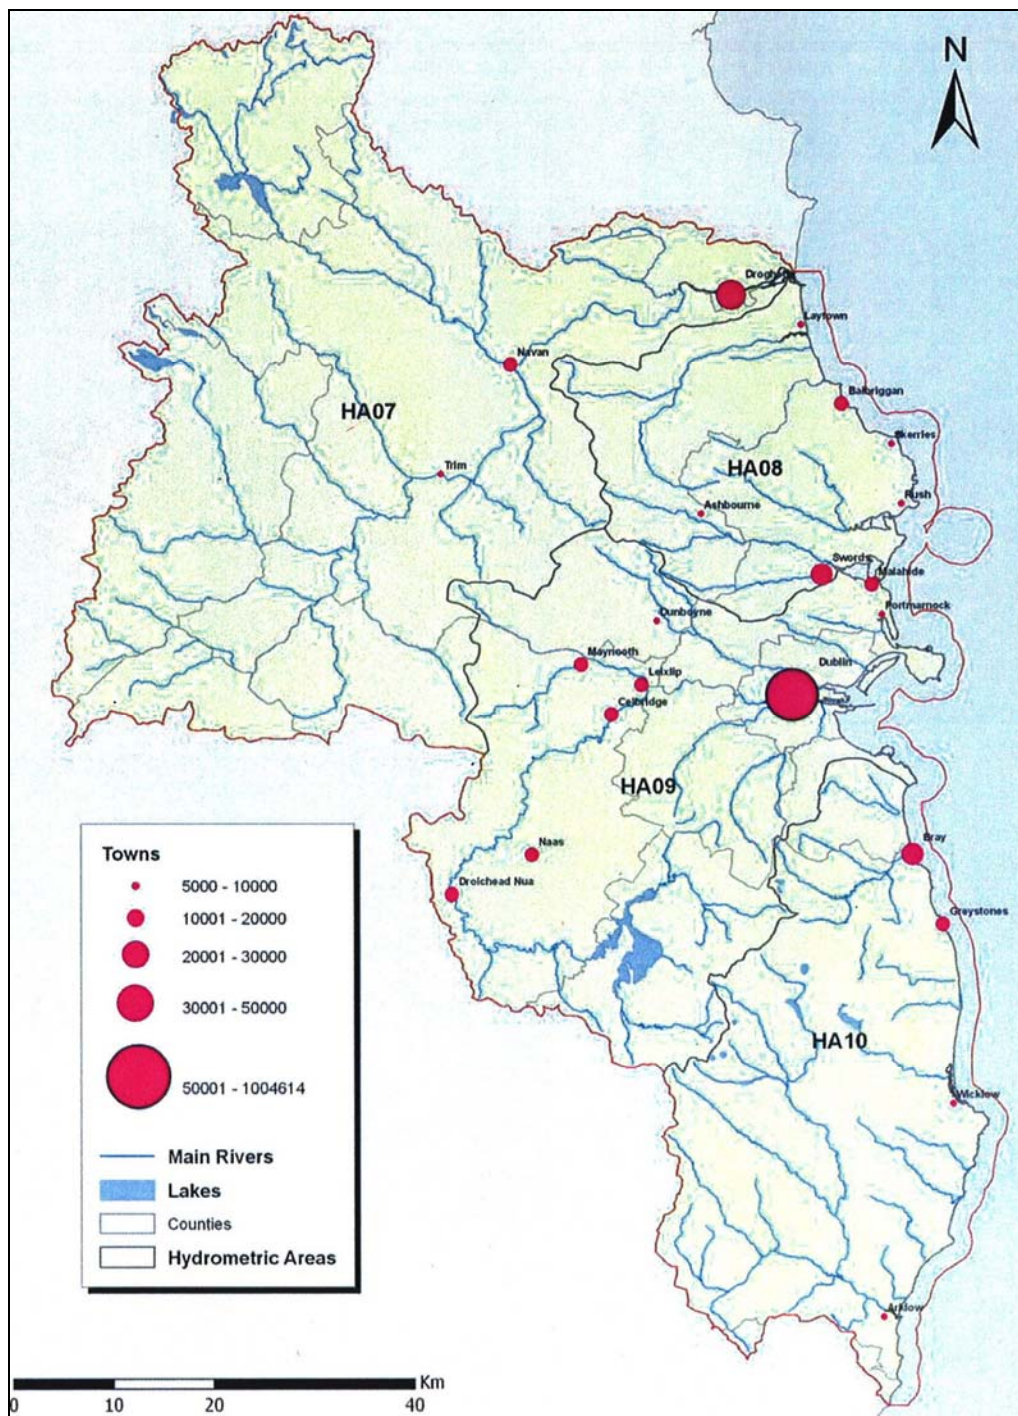 N
Laytown
Navan
Balbriggan
HA07
Skerries
Trim
HA08
Rush
Ashbourne
Swords
Malahide
Portmarnock
Dunboyne
Maynooth
Dublin
Leixlip
Celbridge
HA09
Bray
Naas
Droichead Nua
Greystones
HA10
Wicklow
Arklow
Towns
5000 - 10000
10001 - 20000
20001 - 30000
30001 - 50000
50001 - 1004614
Main Rivers
Lakes
Counties
Hydrometric Areas
Km
0 10 20 40